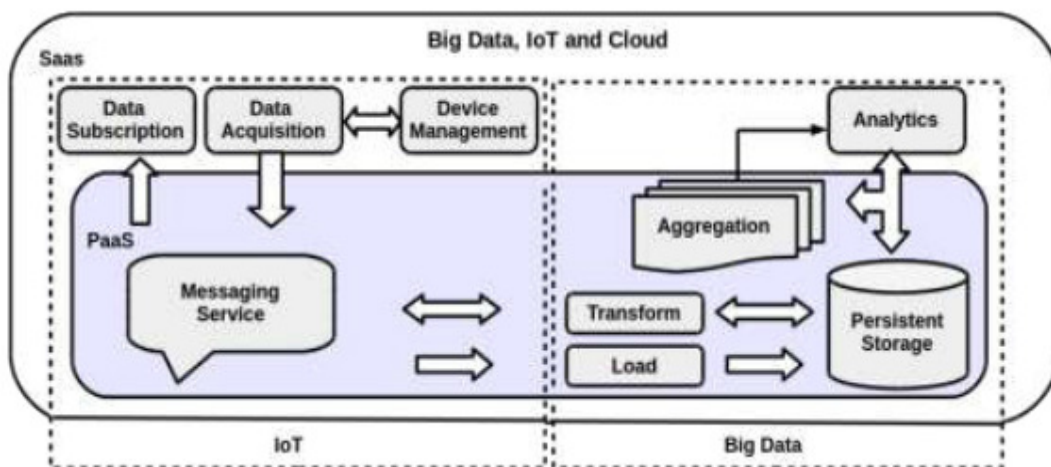 Big Data, IoT and Cloud
Saas
Data
Subscription
Data
Acquisition
Device
Management
Analytics
PaaS
Aggregation
Messaging
Service
Transform
Persistent
Storage
Load
IoT
Big Data